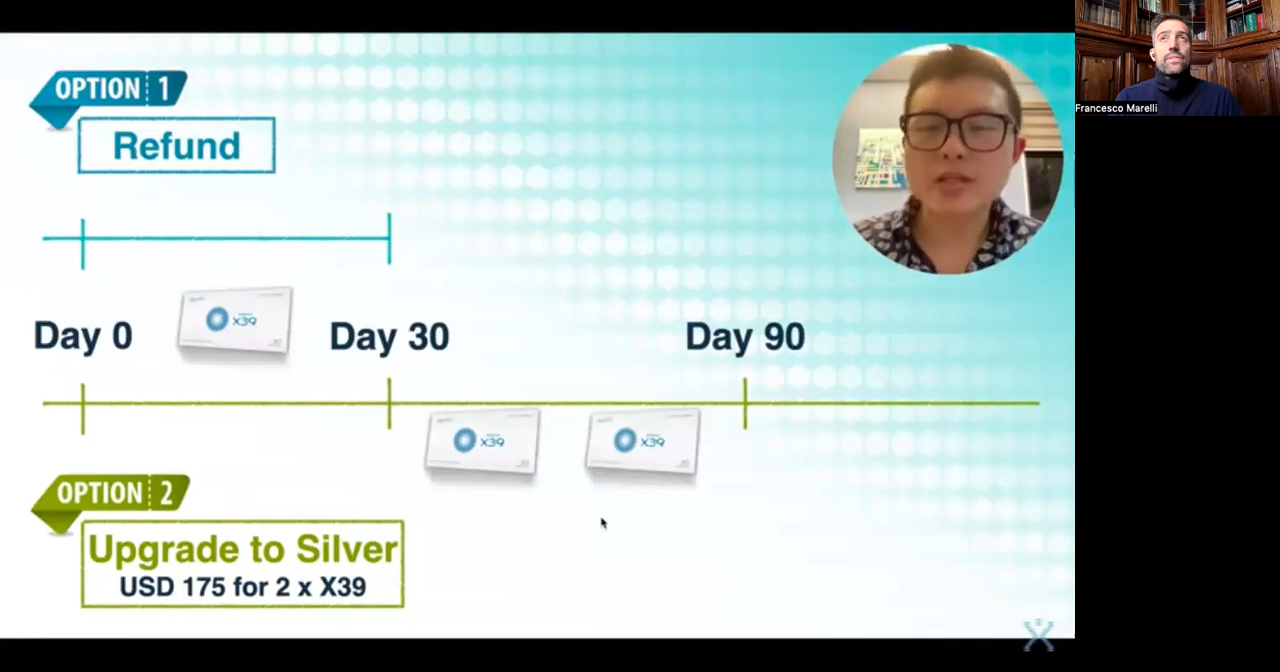 OPTION 1
Refund
Francesco Marelli
X39
Day 0
Day 30
Day 90
X39
X39
OPTION 2
Upgrade to Silver
USD 175 for 2 x X39